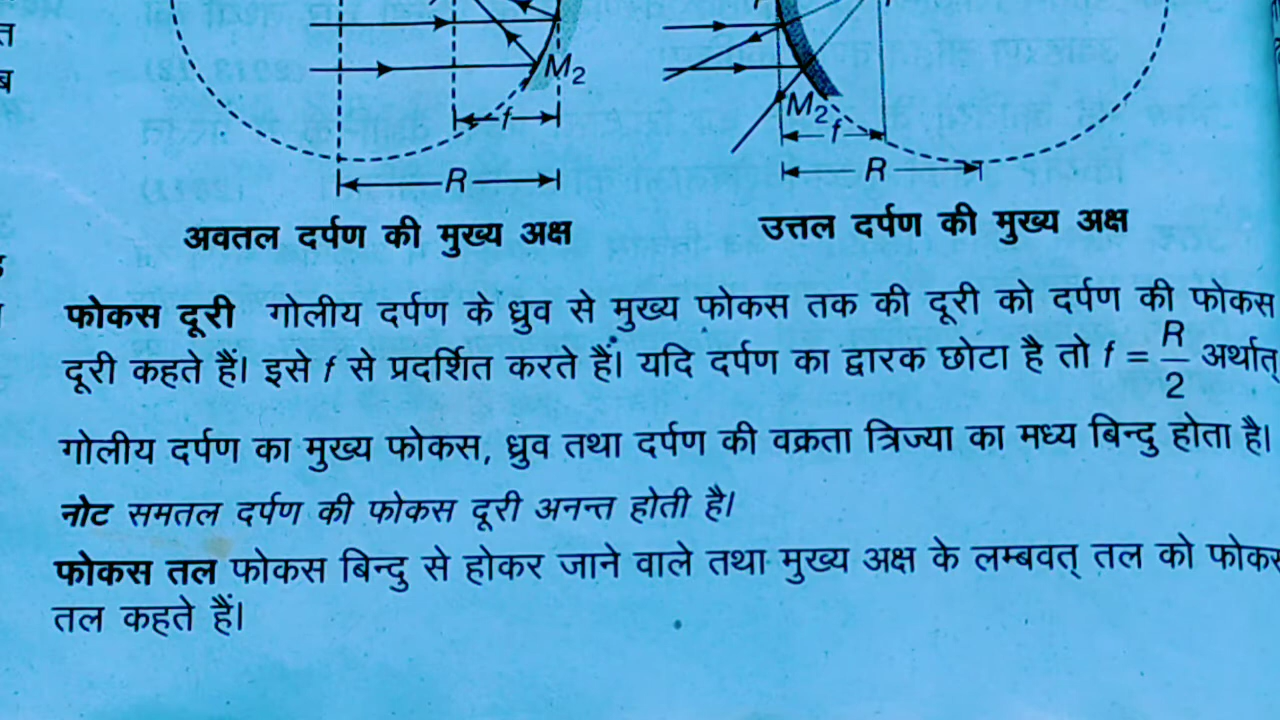 त
ब
M₂
M₂
f
f
R
R
अवतल दर्पण की मुख्य अक्ष
उत्तल दर्पण की मुख्य अक्ष
फोकस दूरी गोलीय दर्पण के ध्रुव से मुख्य फोकस तक की दूरी को दर्पण की फोकस
दूरी कहते हैं। इसे f से प्रदर्शित करते हैं। यदि दर्पण का द्वारक छोटा है तो f = R/2 अर्थात्
गोलीय दर्पण का मुख्य फोकस, ध्रुव तथा दर्पण की वक्रता त्रिज्या का मध्य बिन्दु होता है।
नोट समतल दर्पण की फोकस दूरी अनन्त होती है।
फोकस तल फोकस बिन्दु से होकर जाने वाले तथा मुख्य अक्ष के लम्बवत् तल को
तल कहते हैं।